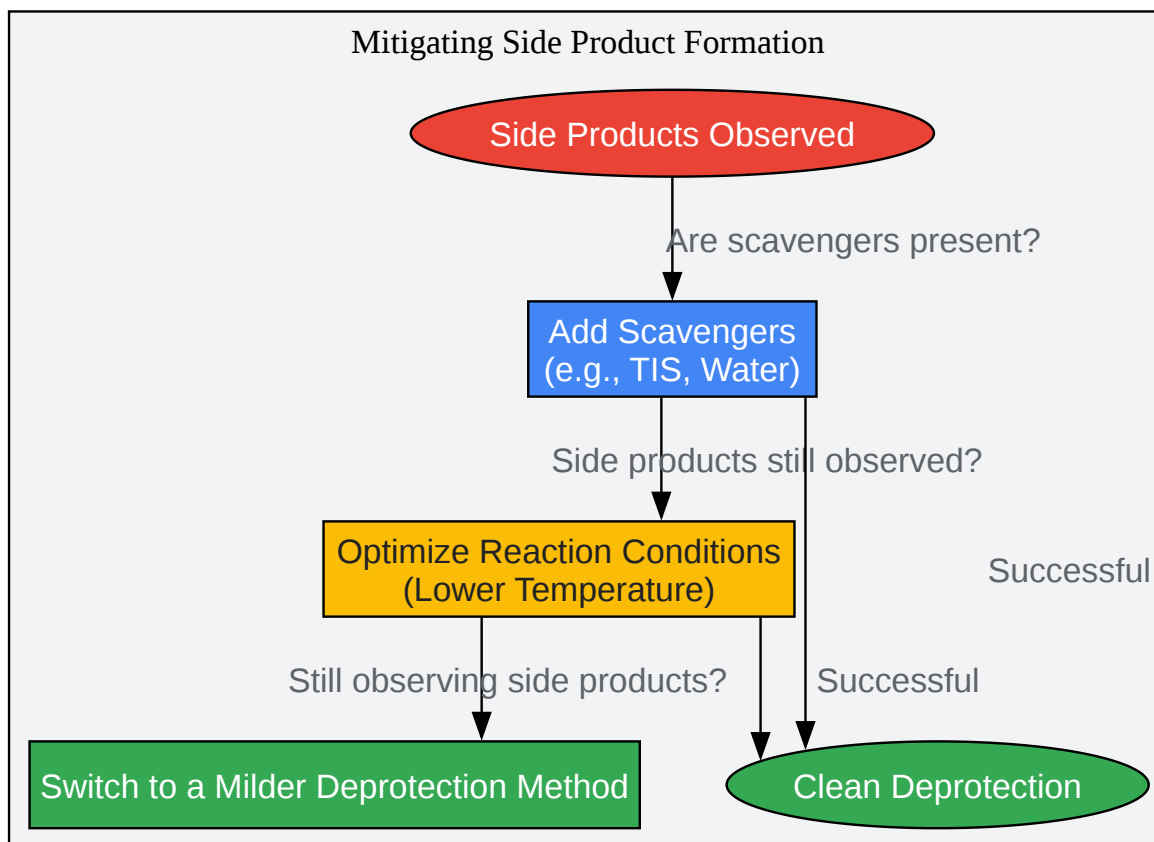 Mitigating Side Product Formation
Side Products Observed
Are scavengers present?
Add Scavengers
(e.g., TIS, Water)
Side products still observed?
Optimize Reaction Conditions
(Lower Temperature)
Successful
Still observing side products?
Successful
Switch to a Milder Deprotection Method
Clean Deprotection